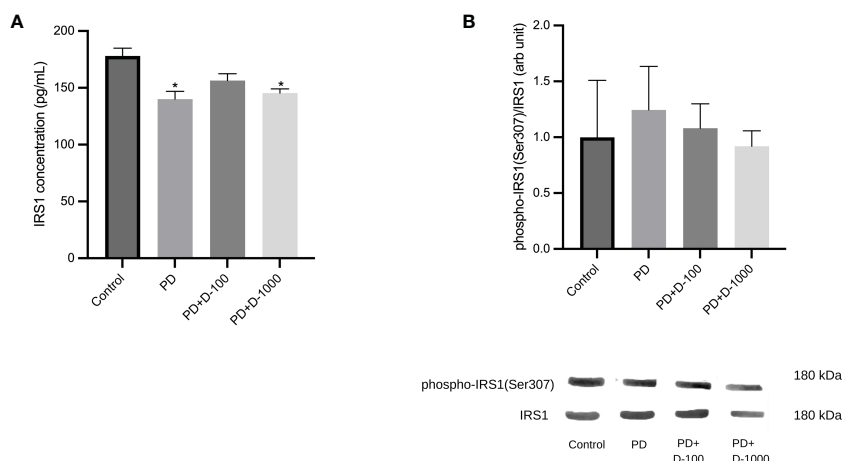 A
200
150
100
50
0
IRS1 concentration (pg/mL)
*
*
Control
PD
PD+D-100
PD+D-1000
B
2.0
1.5
1.0
0.5
0.0
phospho-IRS1(Ser307)/IRS1 (arb unit)
Control
PD
PD+D-100
PD+D-1000
phospho-IRS1(Ser307)
180 kDa
IRS1
180 kDa
Control
PD
PD+
D-100
PD+
D-1000